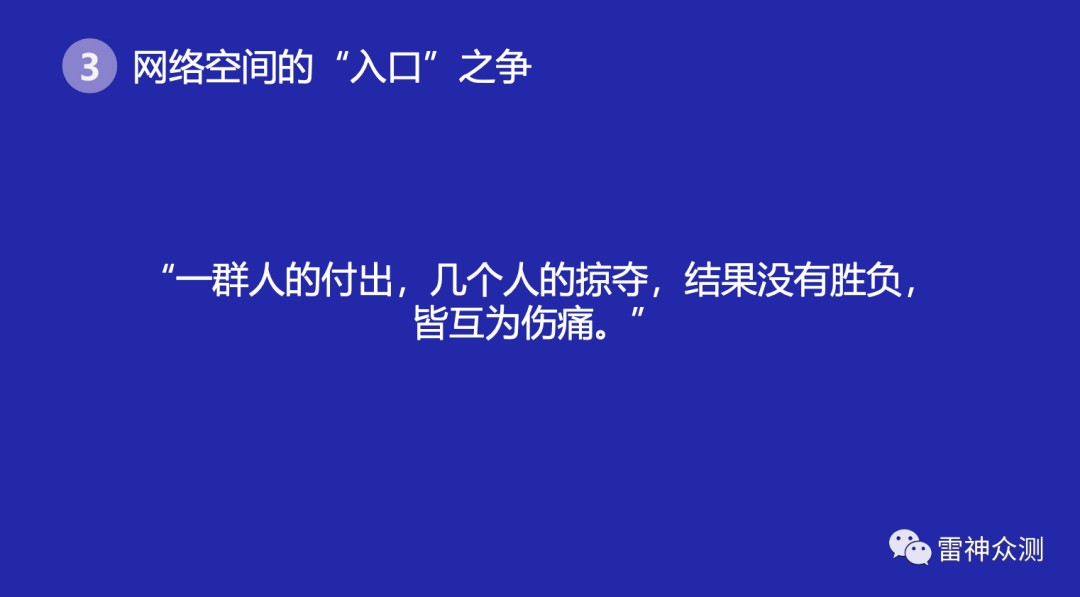 3 网络空间的“入口”之争
“一群人的付出，几个人的掠夺，结果没有胜负，
皆互为伤痛。”
雷神众测